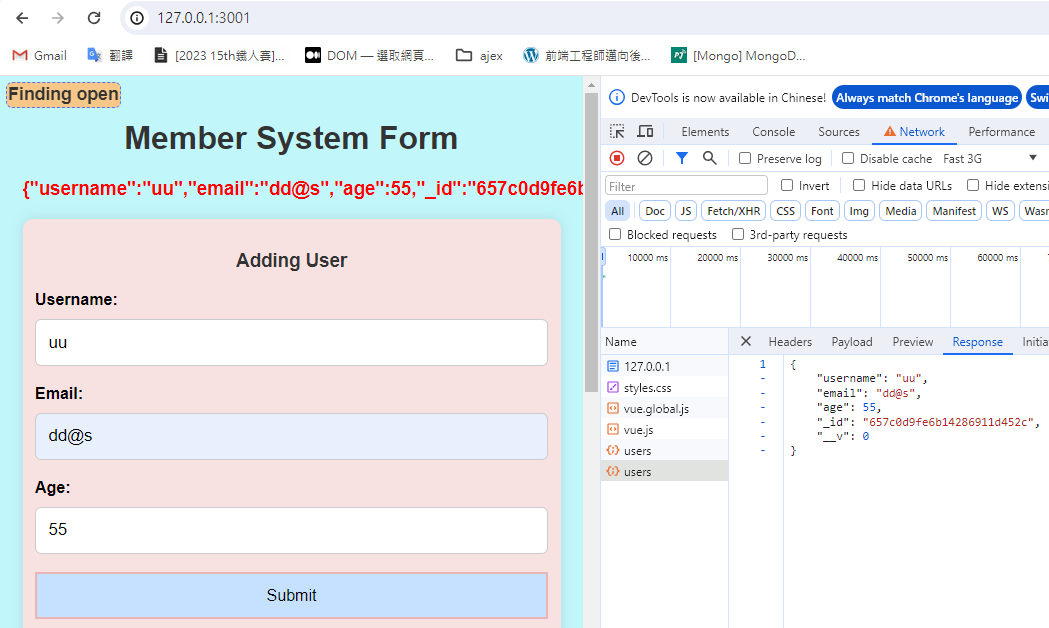 127.0.0.1:3001
Gmail 翻譯 [2023 15th鐵人賽]... DOM — 選取網頁... ajex 前端工程師邁向後... [Mongo] MongoD...
Finding open
Member System Form
{"username":"uu","email":"dd@s","age":55,"_id":"657c0d9fe6b
Adding User
Username:
uu
Email:
dd@s
Age:
55
Submit
DevTools is now available in Chinese! Always match Chrome's language Swi
Elements Console Sources Network Performance
Preserve log Disable cache Fast 3G
Filter Invert Hide data URLs Hide extensi
All Doc JS Fetch/XHR CSS Font Img Media Manifest WS Wasm
Blocked requests 3rd-party requests
10000 ms 20000 ms 30000 ms 40000 ms 50000 ms 60000 ms
Name
127.0.0.1
styles.css
vue.global.js
vue.js
users
users
Headers Payload Preview Response Initia
1 {
- "username": "uu",
- "email": "dd@s",
- "age": 55,
- "_id": "657c0d9fe6b14286911d452c",
- "__v": 0
- }